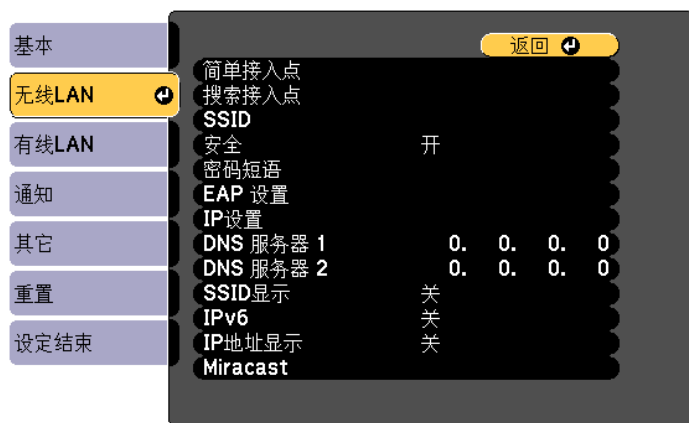 基本
无线LAN
有线LAN
通知
其它
重置
设定结束
返回
简单接入点
搜索接入点
SSID
安全 开
密码短语
EAP 设置
IP设置
DNS 服务器 1 0. 0. 0. 0
DNS 服务器 2 0. 0. 0. 0
SSID显示 关
IPv6 关
IP地址显示 关
Miracast